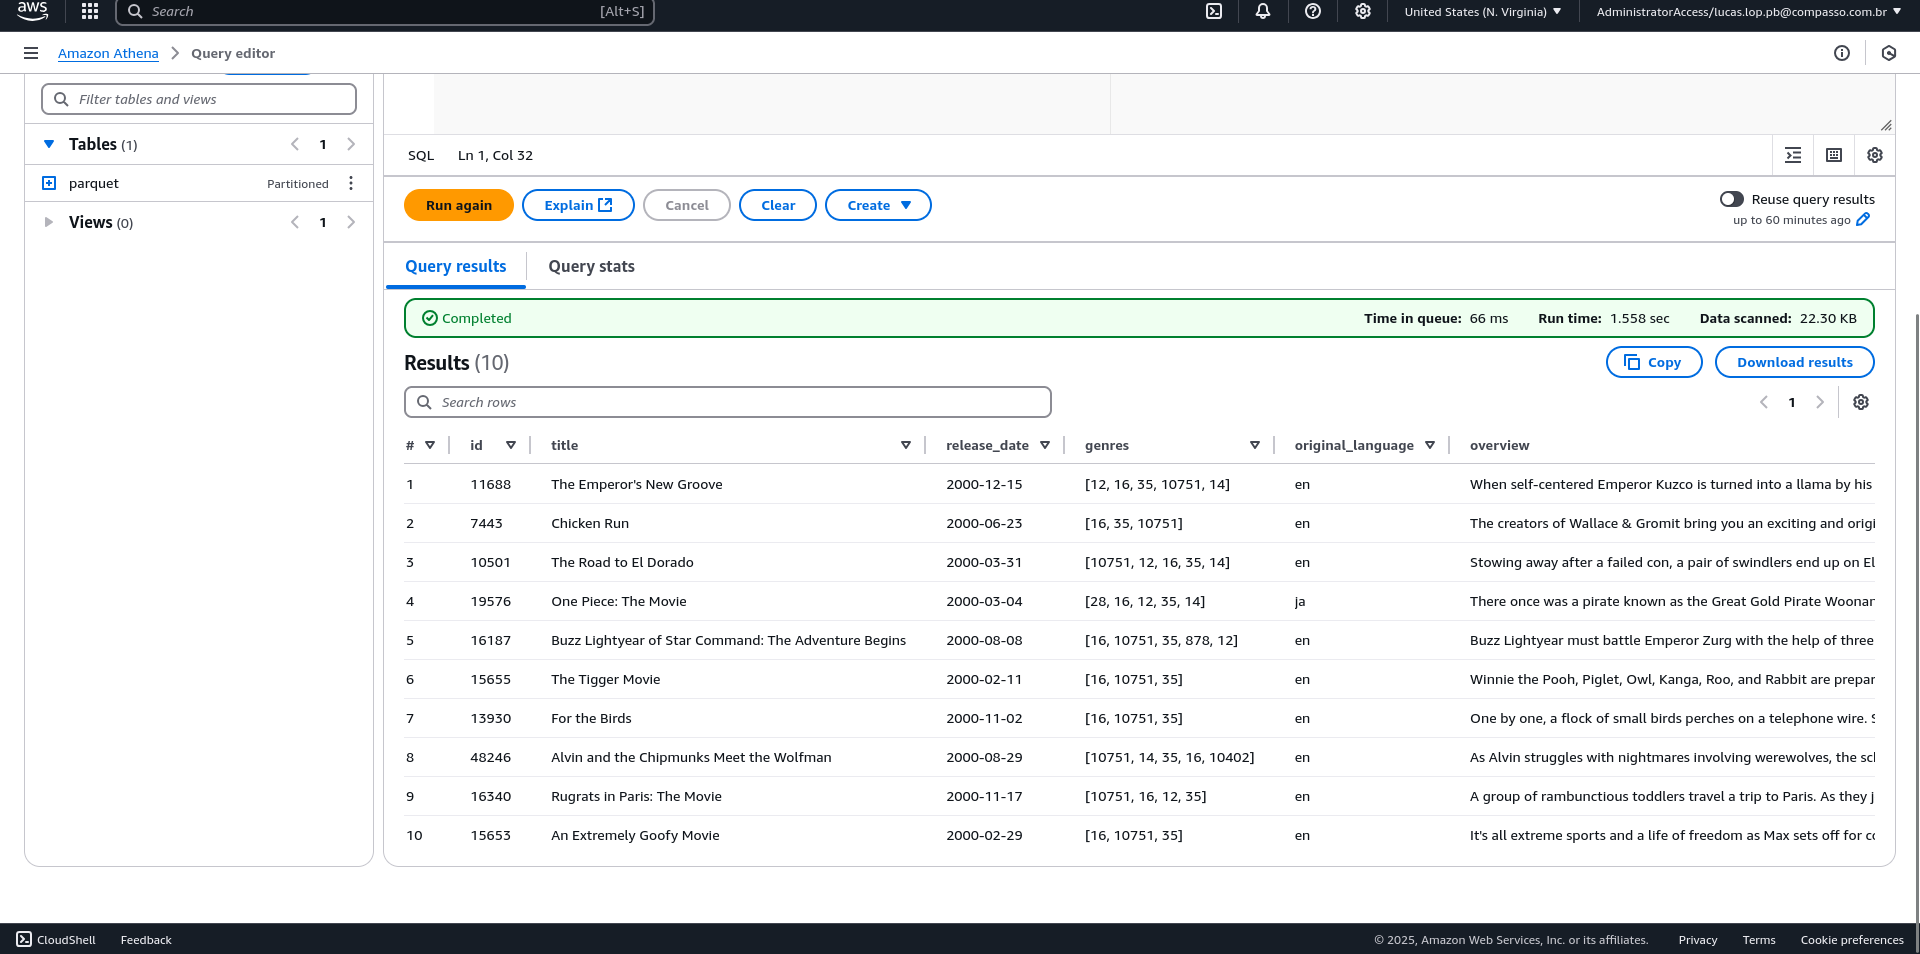 aws Search [Alt+S] United States (N. Virginia) AdministratorAccess/lucas.lop.pb@compasso.com.br
Amazon Athena Query editor
Filter tables and views
Tables (1) 1
parquet Partitioned
Views (0) 1
SQL Ln 1, Col 32
Run again Explain Cancel Clear Create Reuse query results
up to 60 minutes ago
Query results Query stats
Completed Time in queue: 66 ms Run time: 1.558 sec Data scanned: 22.30 KB
Results (10) Copy Download results
Search rows 1
# id title release_date genres original_language overview
1 11688 The Emperor's New Groove 2000-12-15 [12, 16, 35, 10751, 14] en When self-centered Emperor Kuzco is turned into a llama by his
2 7443 Chicken Run 2000-06-23 [16, 35, 10751] en The creators of Wallace & Gromit bring you an exciting and origi
3 10501 The Road to El Dorado 2000-03-31 [10751, 12, 16, 35, 14] en Stowing away after a failed con, a pair of swindlers end up on El
4 19576 One Piece: The Movie 2000-03-04 [28, 16, 12, 35, 14] ja There once was a pirate known as the Great Gold Pirate Woonan
5 16187 Buzz Lightyear of Star Command: The Adventure Begins 2000-08-08 [16, 10751, 35, 878, 12] en Buzz Lightyear must battle Emperor Zurg with the help of three
6 15655 The Tigger Movie 2000-02-11 [16, 10751, 35] en Winnie the Pooh, Piglet, Owl, Kanga, Roo, and Rabbit are prepar
7 13930 For the Birds 2000-11-02 [16, 10751, 35] en One by one, a flock of small birds perches on a telephone wire. S
8 48246 Alvin and the Chipmunks Meet the Wolfman 2000-08-29 [10751, 14, 35, 16, 10402] en As Alvin struggles with nightmares involving werewolves, the scl
9 16340 Rugrats in Paris: The Movie 2000-11-17 [10751, 16, 12, 35] en A group of rambunctious toddlers travel a trip to Paris. As they j
10 15653 An Extremely Goofy Movie 2000-02-29 [16, 10751, 35] en It's all extreme sports and a life of freedom as Max sets off for co
CloudShell Feedback © 2025, Amazon Web Services, Inc. or its affiliates. Privacy Terms Cookie preferences